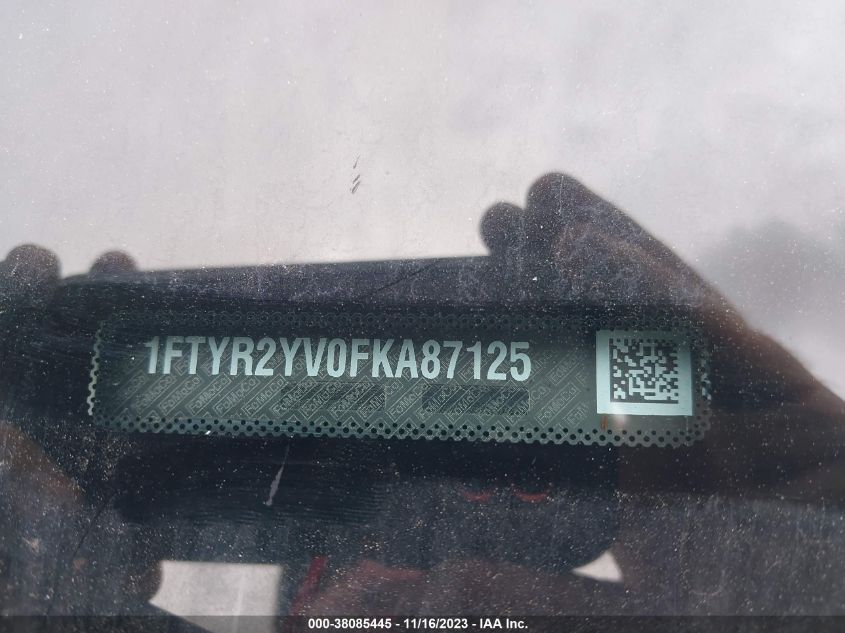 1FTYR2YV0FKA87125
000-38085445 - 11/16/2023 - IAA Inc.